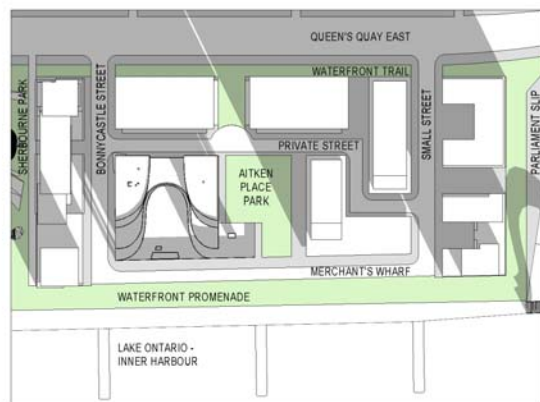 QUEEN'S QUAY EAST
WATERFRONT TRAIL
SHERBOURNE PARK
BONNYCASTLE STREET
SMALL STREET
PARLIAMENT SLIP
PRIVATE STREET
AITKEN
PLACE
PARK
MERCHANT'S WHARF
WATERFRONT PROMENADE
LAKE ONTARIO -
INNER HARBOUR